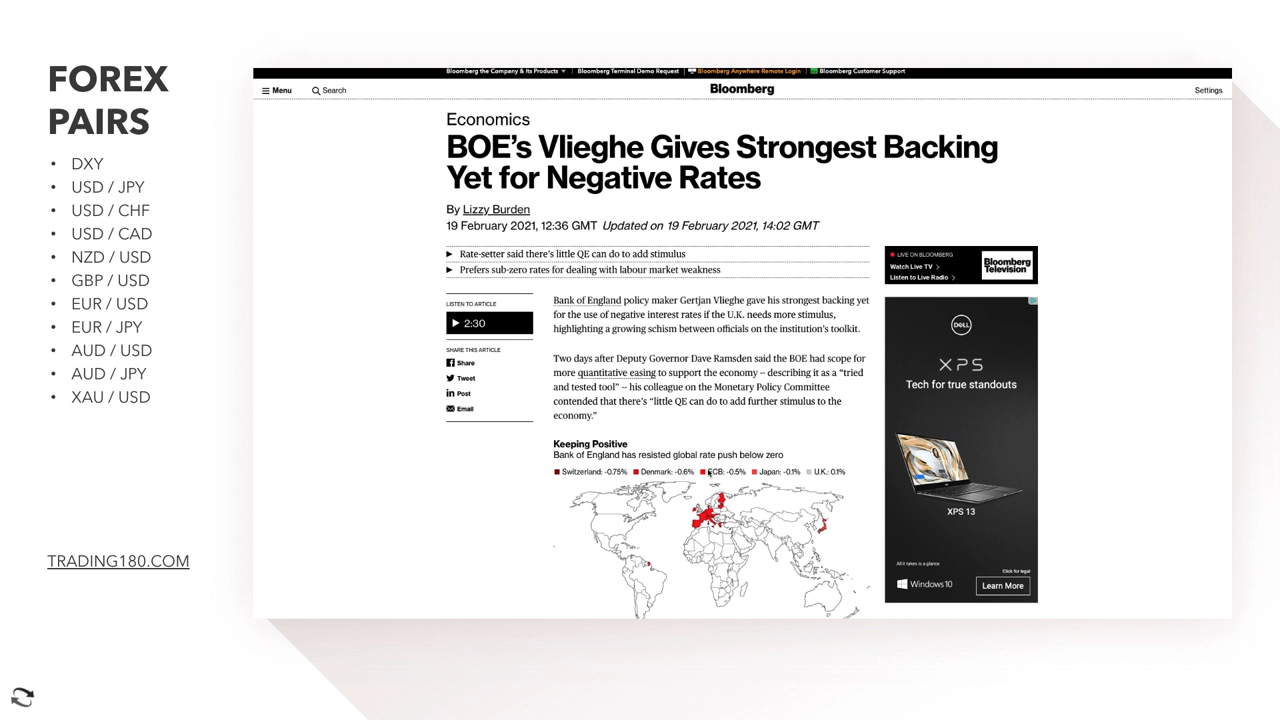 FOREX
PAIRS
• DXY
• USD / JPY
• USD / CHF
• USD / CAD
• NZD / USD
• GBP / USD
• EUR / USD
• EUR / JPY
• AUD / USD
• AUD / JPY
• XAU / USD
TRADING180.COM
Bloomberg the Company & Its Products ▼ | Bloomberg Terminal Demo Request | Bloomberg Anywhere Remote Login | Bloomberg Customer Support
Menu Search Bloomberg Settings
Economics
BOE’s Vlieghe Gives Strongest Backing
Yet for Negative Rates
By Lizzy Burden
19 February 2021, 12:36 GMT Updated on 19 February 2021, 14:02 GMT
▶ Rate-setter said there’s little QE can do to add stimulus
▶ Prefers sub-zero rates for dealing with labour market weakness
LISTEN TO ARTICLE
▶ 2:30
SHARE THIS ARTICLE
Share
Tweet
Post
Email
Bank of England policy maker Gertjan Vlieghe gave his strongest backing yet
for the use of negative interest rates if the U.K. needs more stimulus,
highlighting a growing schism between officials on the institution’s toolkit.
Two days after Deputy Governor Dave Ramsden said the BOE had scope for
more quantitative easing to support the economy -- describing it as a “tried
and tested tool” -- his colleague on the Monetary Policy Committee
contended that there’s “little QE can do to add further stimulus to the
economy.”
Keeping Positive
Bank of England has resisted global rate push below zero
Switzerland: -0.75% Denmark: -0.6% ECB: -0.5% Japan: -0.1% U.K.: 0.1%
LIVE ON BLOOMBERG
Watch Live TV >
Listen to Live Radio >
Bloomberg
Television
DELL
XPS
Tech for true standouts
XPS 13
All it takes is a glance
Click for legal
Windows 10
Learn More